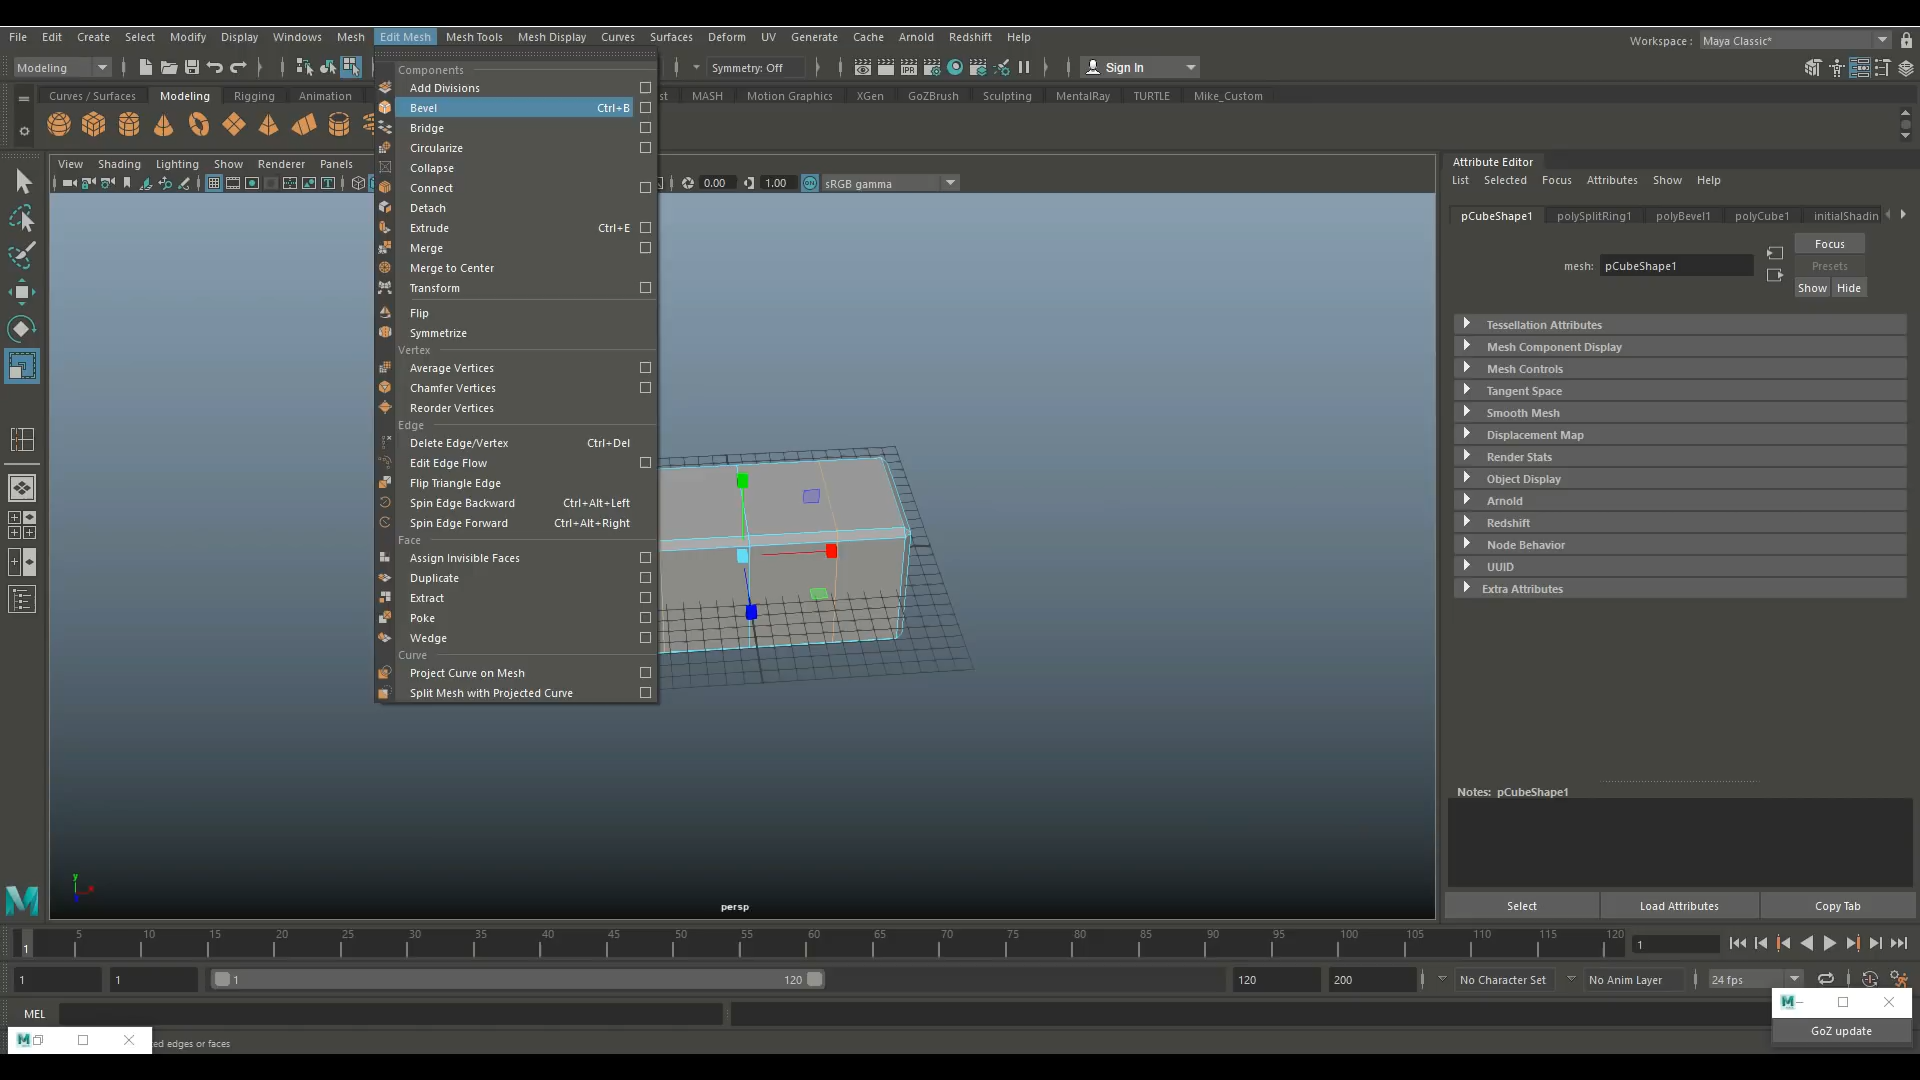 File Edit Create Select Modify Display Windows Mesh Edit Mesh Mesh Tools Mesh Display Curves Surfaces Deform UV Generate Cache Arnold Redshift Help
Workspace : Maya Classic*
Modeling
Symmetry: Off
IPR
Sign In
Curves / Surfaces Modeling Rigging Animation
MASH Motion Graphics XGen GoZBrush Sculpting MentalRay TURTLE Mike_Custom
View Shading Lighting Show Renderer Panels
0.00 1.00 ON sRGB gamma
Components
Add Divisions
Bevel Ctrl+B
Bridge
Circularize
Collapse
Connect
Detach
Extrude Ctrl+E
Merge
Merge to Center
Transform
Flip
Symmetrize
Vertex
Average Vertices
Chamfer Vertices
Reorder Vertices
Edge
Delete Edge/Vertex Ctrl+Del
Edit Edge Flow
Flip Triangle Edge
Spin Edge Backward Ctrl+Alt+Left
Spin Edge Forward Ctrl+Alt+Right
Face
Assign Invisible Faces
Duplicate
Extract
Poke
Wedge
Curve
Project Curve on Mesh
Split Mesh with Projected Curve
y
persp
Attribute Editor
List Selected Focus Attributes Show Help
pCubeShape1 polySplitRing1 polyBevel1 polyCube1 initialShadin
mesh: pCubeShape1
Focus
Presets
Show Hide
Tessellation Attributes
Mesh Component Display
Mesh Controls
Tangent Space
Smooth Mesh
Displacement Map
Render Stats
Object Display
Arnold
Redshift
Node Behavior
UUID
Extra Attributes
Notes: pCubeShape1
Select Load Attributes Copy Tab
1 5 10 15 20 25 30 35 40 45 50 55 60 65 70 75 80 85 90 95 100 105 110 115 120
1
1 1 1 120 120 200 No Character Set No Anim Layer 24 fps
MEL
M
GoZ update
M
ed edges or faces